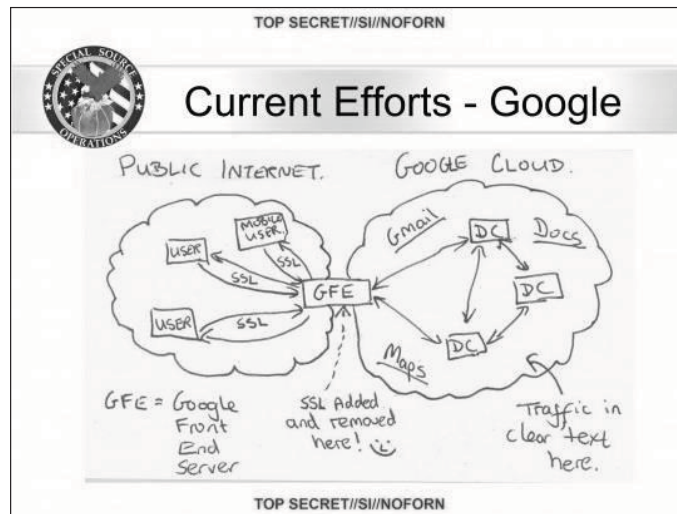 TOP SECRET//SI//NOFORN
SPECIAL SOURCE
OPERATIONS
Current Efforts - Google
PUBLIC INTERNET.
GOOGLE CLOUD.
MOBILE
USER.
USER
SSL
SSL
USER
SSL
GFE
Gmail
DC
Docs
DC
DC
Maps
GFE = Google
Front
End
Server
SSL Added
and removed
here!
Traffic in
clear text
here.
TOP SECRET//SI//NOFORN